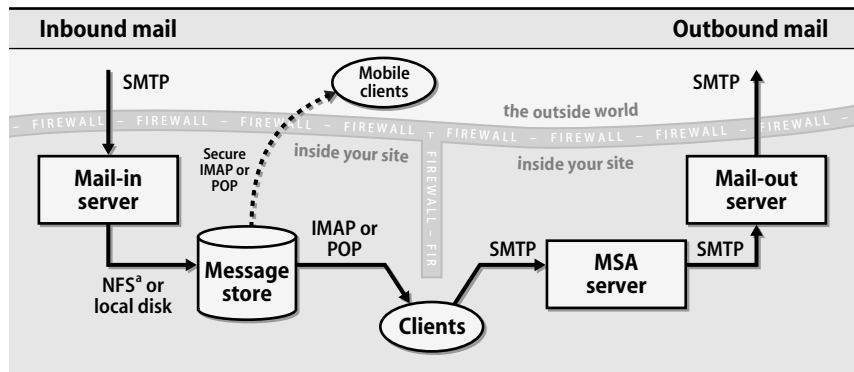 Inbound mail
Outbound mail
SMTP
Mobile
clients
SMTP
the outside world
– FIREWALL – FIREWALL – FIREWALL – FIREWALL T FIREWALL – FIREWALL – FIREWALL – FIREWALL –
FIREWALL – FIR
Secure
IMAP or
POP
inside your site
inside your site
Mail-in
server
Mail-out
server
NFSª or
local disk
Message
store
IMAP or
POP
Clients
SMTP
MSA
server
SMTP